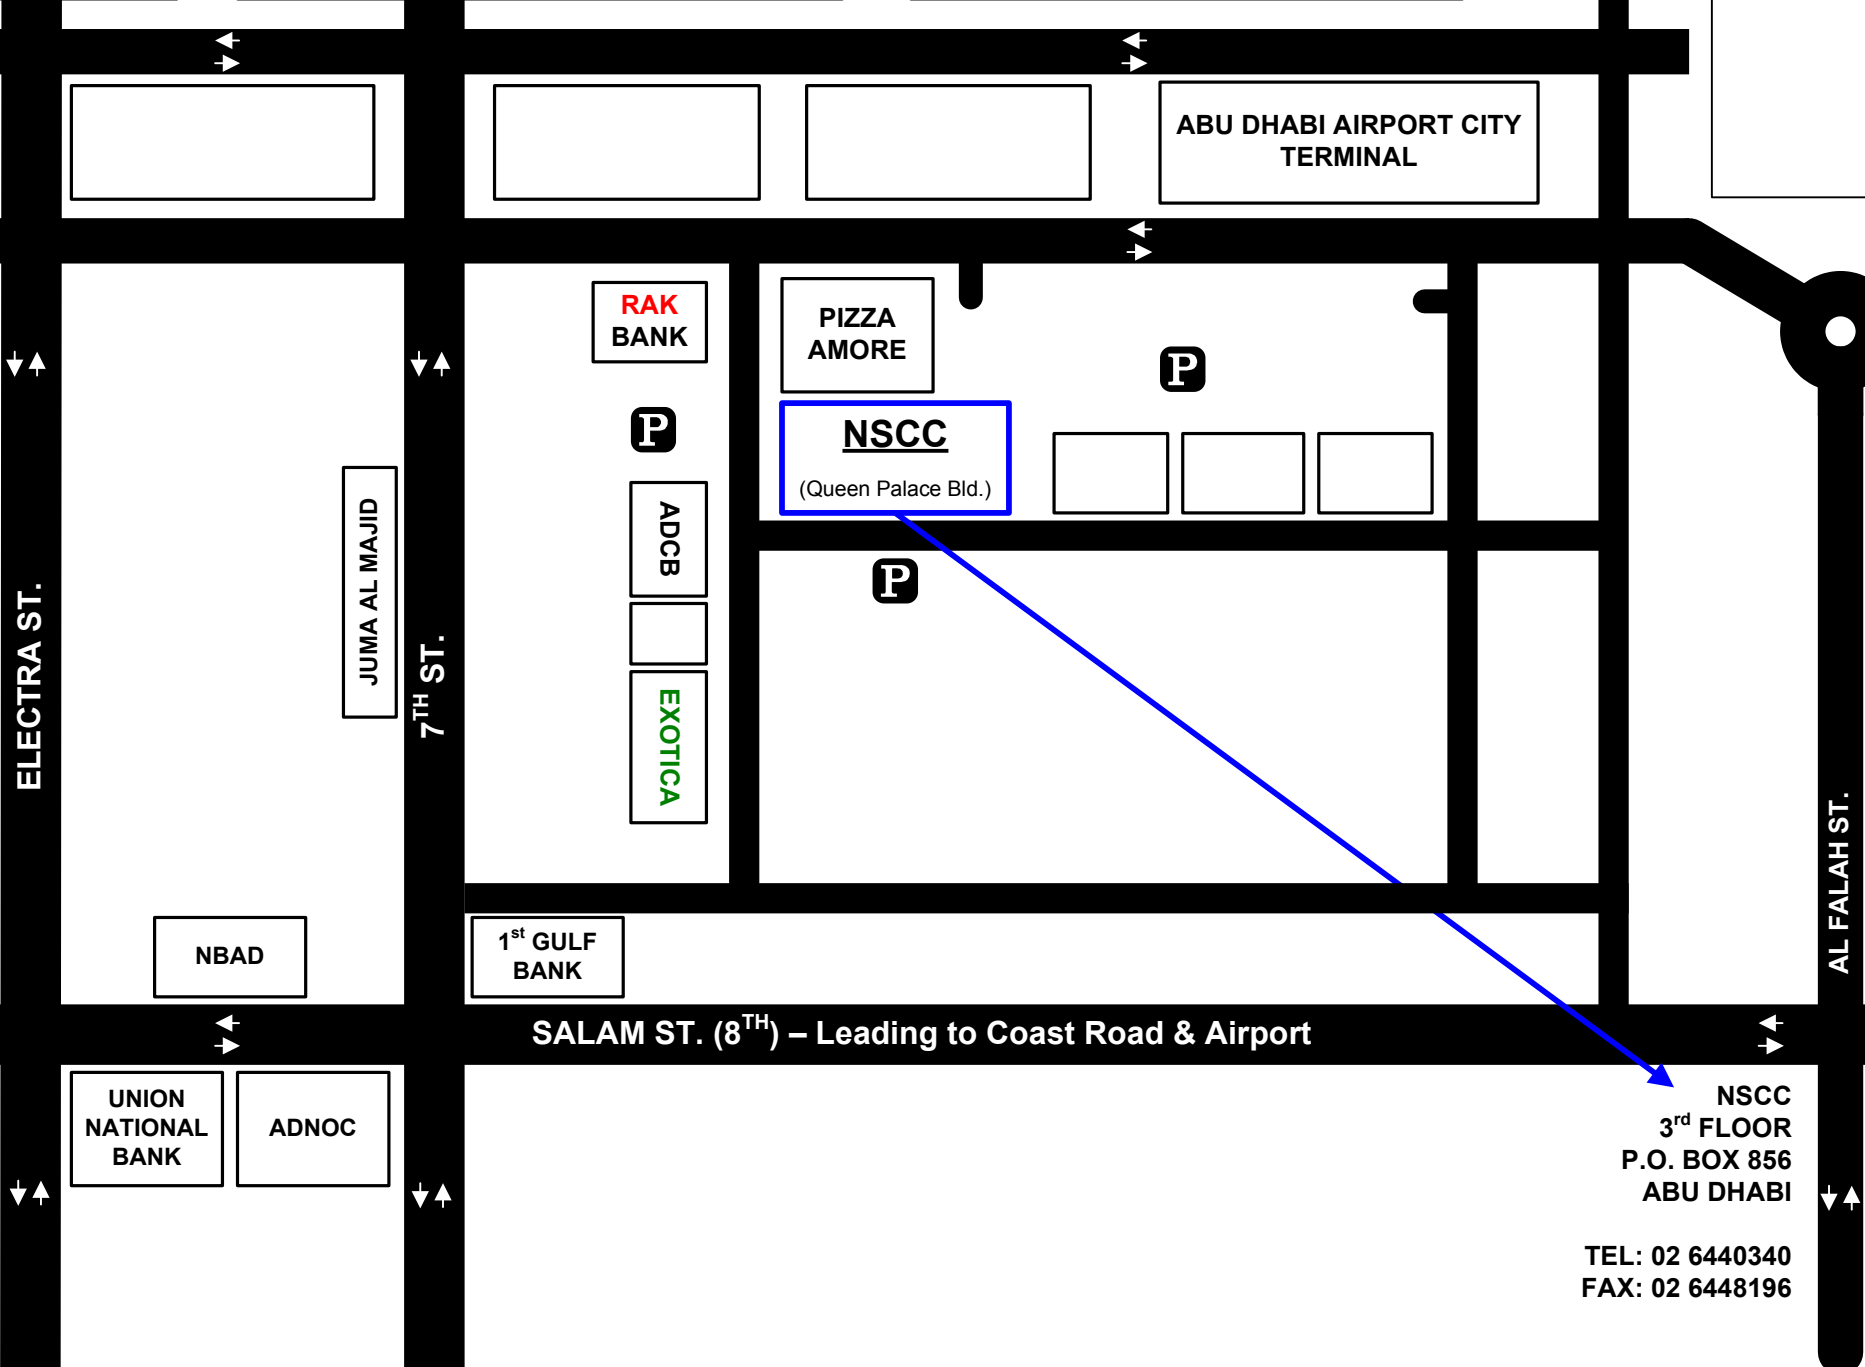 ABU DHABI AIRPORT CITY
TERMINAL
RAK
BANK
PIZZA
AMORE
P
P
NSCC
(Queen Palace Bld.)
ADCB
JUMA AL MAJID
P
ELECTRA ST.
7TH ST.
EXOTICA
AL FALAH ST.
NBAD
1st GULF
BANK
SALAM ST. (8TH) – Leading to Coast Road & Airport
UNION
NATIONAL
BANK
ADNOC
NSCC
3rd FLOOR
P.O. BOX 856
ABU DHABI
TEL: 02 6440340
FAX: 02 6448196